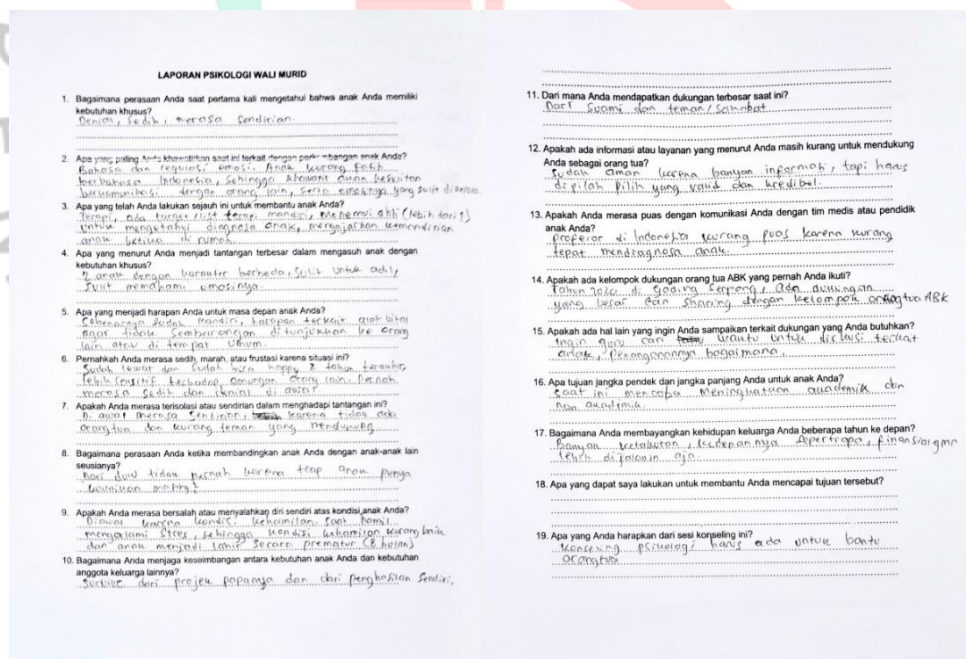 LAPORAN PSIKOLOGI WALI MURID
1. Bagaimana perasaan Anda saat pertama kali mengetahui bahwa anak Anda memiliki
kebutuhan khusus?
Denial, sedih, merasa sendirian.
2. Apa yang paling Anda khawatirkan saat ini terkait dengan perkembangan anak Anda?
Bahasa dan regulasi emosi. Anak kurang fasih
berbahasa Indonesia, sehingga khawatir anak kesulitan
berkomunikasi dengan orang lain, serta emosinya yang sulit di
3. Apa yang telah Anda lakukan sejauh ini untuk membantu anak Anda?
Terapi, ada target/list terapi mandiri, menemui ahli (lebih dari 1)
untuk mengetahui diagnosa anak, mengajarkan kemandirian
anak ketika di rumah.
4. Apa yang menurut Anda menjadi tantangan terbesar dalam mengasuh anak dengan
kebutuhan khusus?
2 anak dengan karakter berbeda, sulit untuk adil,
sulit memahami emosinya
5. Apa yang menjadi harapan Anda untuk masa depan anak Anda?
mandiri, harapan terkait alat vital
agar tidak sembarangan ditunjukkan ke orang
lain atau di tempat umum.
6. Pernahkah Anda merasa sedih, marah, atau frustasi karena situasi ini?
Sudah lewat dan sudah bisa happy 2 tahun terakhir,
lebih sensitif terhadap omongan orang lain. Pernah
merasa sedih dan denial di awal
7. Apakah Anda merasa terisolasi atau sendirian dalam menghadapi tantangan ini?
Di awal merasa sendirian, karena tidak ada
orangtua dan kurang teman yang mendukung
8. Bagaimana perasaan Anda ketika membandingkan anak Anda dengan anak-anak lain
seusianya?
Dari dulu tidak pernah karena tiap anak punya
keunikan masing2
9. Apakah Anda merasa bersalah atau menyalahkan diri sendiri atas kondisi anak Anda?
Diawal karena kondisi kehamilan. Saat hamil
mengalami stres, sehingga kondisi kehamilan kurang baik
dan anak menjadi lahir secara prematur (8 bulan)
10. Bagaimana Anda menjaga keseimbangan antara kebutuhan anak Anda dan kebutuhan
anggota keluarga lainnya?
Survive dari projek papanya dan dari penghasilan sendiri.
11. Dari mana Anda mendapatkan dukungan terbesar saat ini?
Dari suami dan teman/sahabat
12. Apakah ada informasi atau layanan yang menurut Anda masih kurang untuk mendukung
Anda sebagai orang tua?
Sudah aman karena banyak informasi, tapi harus
dipilah pilih yang valid dan kredibel.
13. Apakah Anda merasa puas dengan komunikasi Anda dengan tim medis atau pendidik
anak Anda?
profesor di Indonesia kurang puas karena kurang
tepat mendiagnosa anak.
14. Apakah ada kelompok dukungan orang tua ABK yang pernah Anda ikuti?
di Gading Serpong, ada dukungan
yang besar dan sharing dengan kelompok orangtua ABK
15. Apakah ada hal lain yang ingin Anda sampaikan terkait dukungan yang Anda butuhkan?
Ingin guru cari waktu untuk diskusi terkait
anak, penanganannya bagaimana.
16. Apa tujuan jangka pendek dan jangka panjang Anda untuk anak Anda?
Saat ini mencoba meningkatkan akademik dan
non akademik.
17. Bagaimana Anda membayangkan kehidupan keluarga Anda beberapa tahun ke depan?
Banyak ketakutan, kedepannya seperti apa, finansial gmn
lebih dijalanin aja.
18. Apa yang dapat saya lakukan untuk membantu Anda mencapai tujuan tersebut?
19. Apa yang Anda harapkan dari sesi konseling ini?
Konseling psikologi harus ada untuk bantu
orangtua